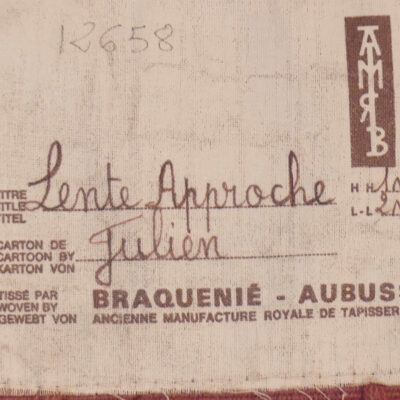 12658
AMRB
TITRE
TITLE Lente Approche
TITEL
H H
L-L
CARTON DE
CARTOON BY Julien
KARTON VON
TISSÉ PAR
WOVEN BY BRAQUENIÉ - AUBUSS
GEWEBT VON ANCIENNE MANUFACTURE ROYALE DE TAPISSER